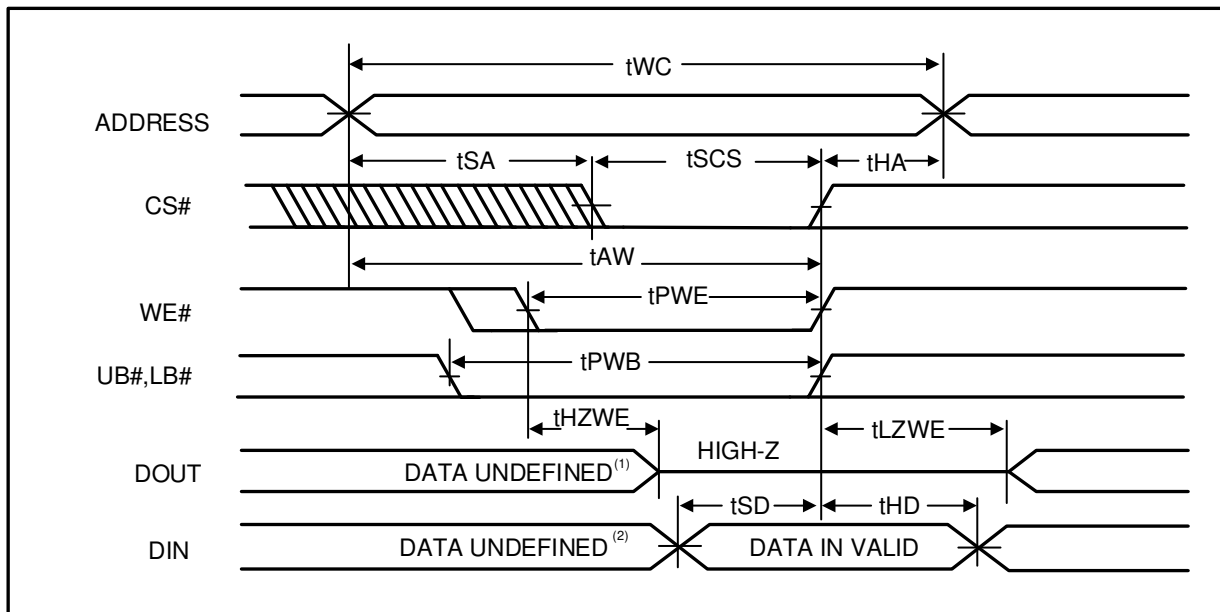 tWC
ADDRESS
tSA
tSCS
tHA
CS#
tAW
WE#
tPWE
UB#,LB#
tPWB
tHZWE
tLZWE
DOUT
DATA UNDEFINED(1)
HIGH-Z
tSD
tHD
DIN
DATA UNDEFINED(2)
DATA IN VALID